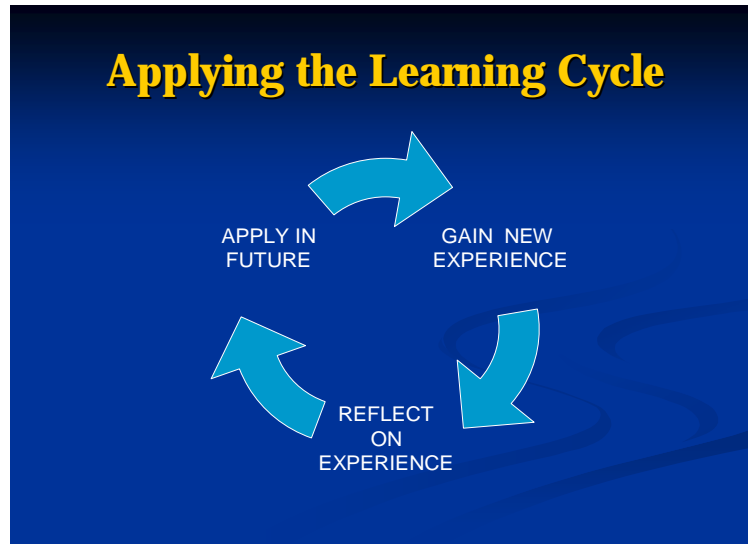 Applying the Learning Cycle
APPLY IN
FUTURE
GAIN NEW
EXPERIENCE
REFLECT
ON
EXPERIENCE